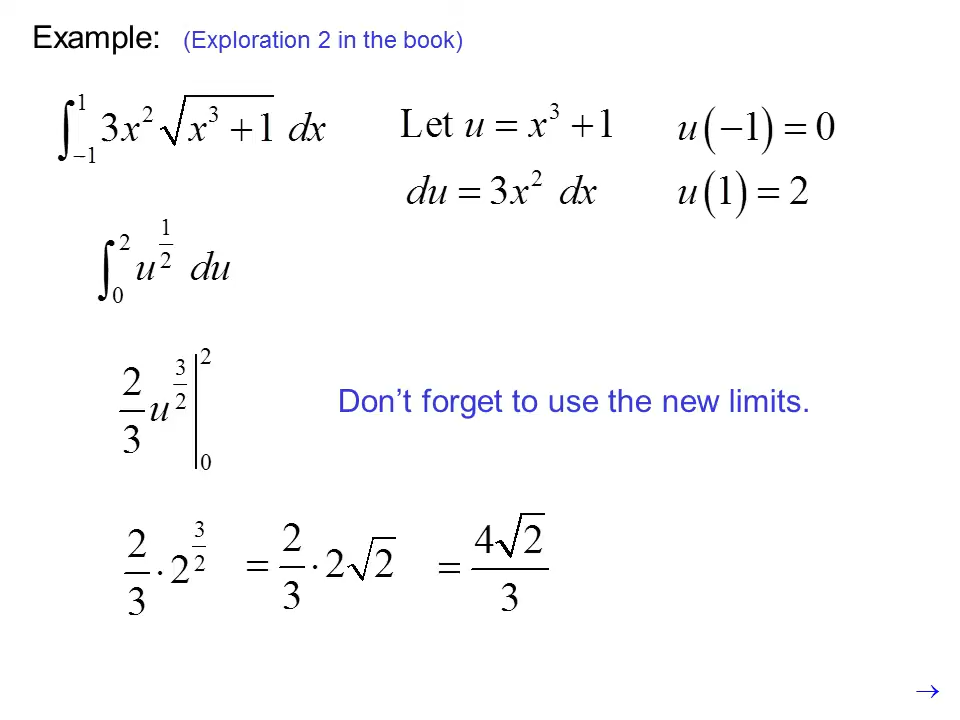 Example: (Exploration 2 in the book)
∫₋₁¹ 3x² √(x³ + 1) dx    Let u = x³ + 1    u(−1) = 0
du = 3x² dx    u(1) = 2
∫₀² u^(1/2) du
2/3 u^(3/2) |₀²    Don’t forget to use the new limits.
2/3 · 2^(3/2) = 2/3 · 2√2 = 4√2/3
→